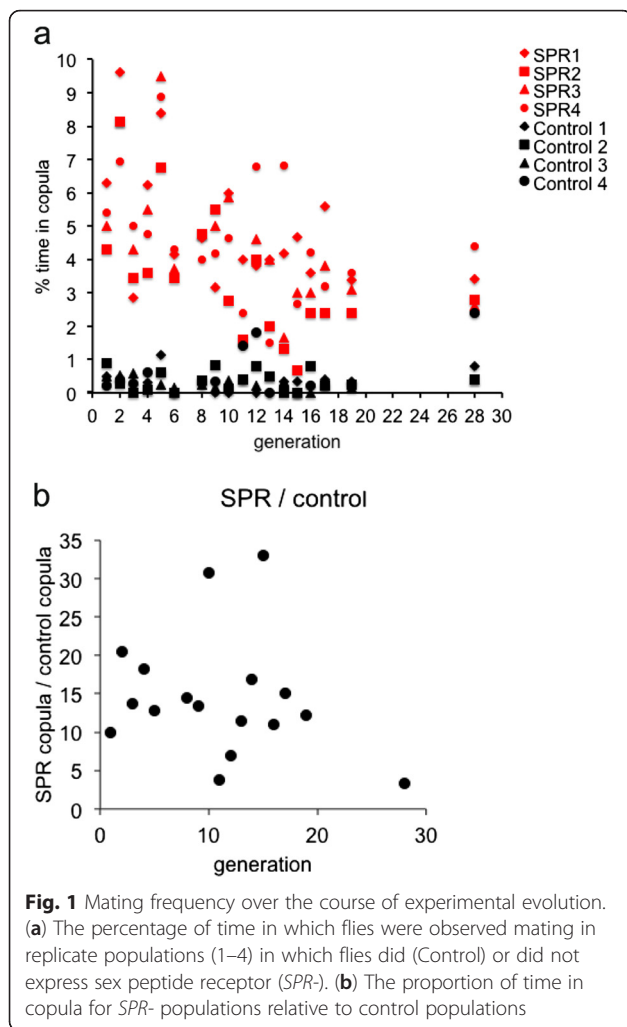 a
SPR1
SPR2
SPR3
SPR4
Control 1
Control 2
Control 3
Control 4
10
9
8
7
6
5
4
3
2
1
0
% time in copula
0 2 4 6 8 10 12 14 16 18 20 22 24 26 28 30
generation
b
SPR / control
35
30
25
20
15
10
5
0
SPR copula / control copula
0 10 20 30
generation
Fig. 1 Mating frequency over the course of experimental evolution.
(a) The percentage of time in which flies were observed mating in
replicate populations (1–4) in which flies did (Control) or did not
express sex peptide receptor (SPR-). (b) The proportion of time in
copula for SPR- populations relative to control populations